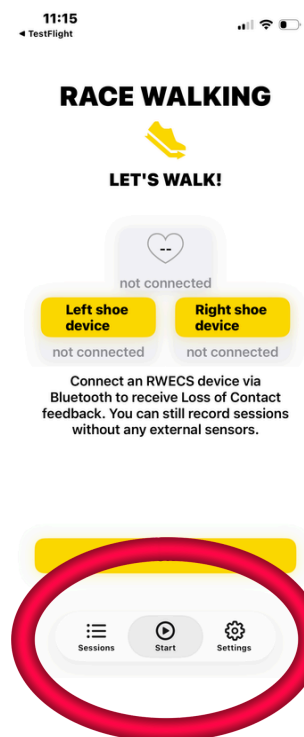 11:15
◀ TestFlight
RACE WALKING
LET'S WALK!
--
not connected
Left shoe
device
Right shoe
device
not connected
not connected
Connect an RWECS device via
Bluetooth to receive Loss of Contact
feedback. You can still record sessions
without any external sensors.
Sessions
Start
Settings